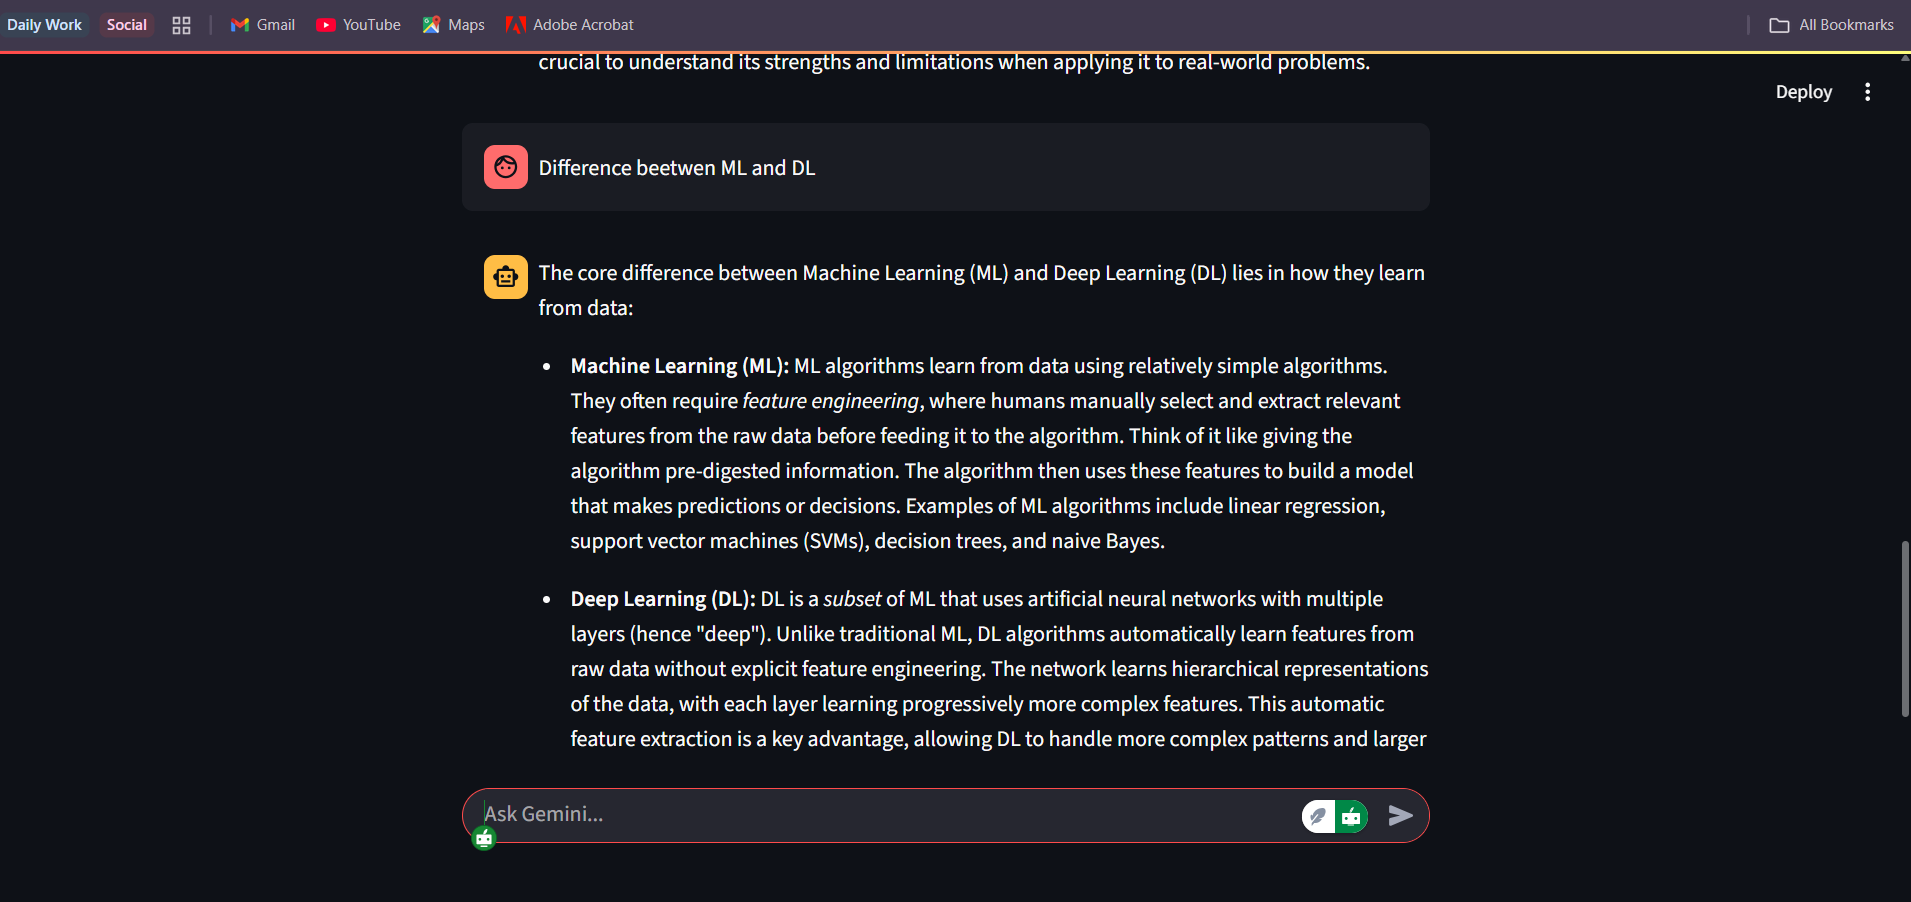 Daily Work Social Gmail YouTube Maps Adobe Acrobat All Bookmarks
crucial to understand its strengths and limitations when applying it to real-world problems.
Deploy
Difference beetwen ML and DL
The core difference between Machine Learning (ML) and Deep Learning (DL) lies in how they learn
from data:
• Machine Learning (ML): ML algorithms learn from data using relatively simple algorithms.
They often require feature engineering, where humans manually select and extract relevant
features from the raw data before feeding it to the algorithm. Think of it like giving the
algorithm pre-digested information. The algorithm then uses these features to build a model
that makes predictions or decisions. Examples of ML algorithms include linear regression,
support vector machines (SVMs), decision trees, and naive Bayes.
• Deep Learning (DL): DL is a subset of ML that uses artificial neural networks with multiple
layers (hence "deep"). Unlike traditional ML, DL algorithms automatically learn features from
raw data without explicit feature engineering. The network learns hierarchical representations
of the data, with each layer learning progressively more complex features. This automatic
feature extraction is a key advantage, allowing DL to handle more complex patterns and larger
Ask Gemini...